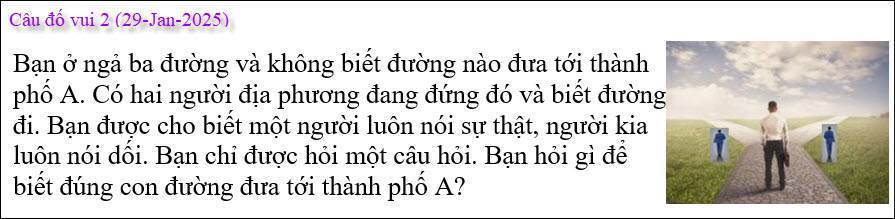 Câu đố vui 2 (29-Jan-2025)
Bạn ở ngả ba đường và không biết đường nào đưa tới thành
phố A. Có hai người địa phương đang đứng đó và biết đường
đi. Bạn được cho biết một người luôn nói sự thật, người kia
luôn nói dối. Bạn chỉ được hỏi một câu hỏi. Bạn hỏi gì để
biết đúng con đường đưa tới thành phố A?